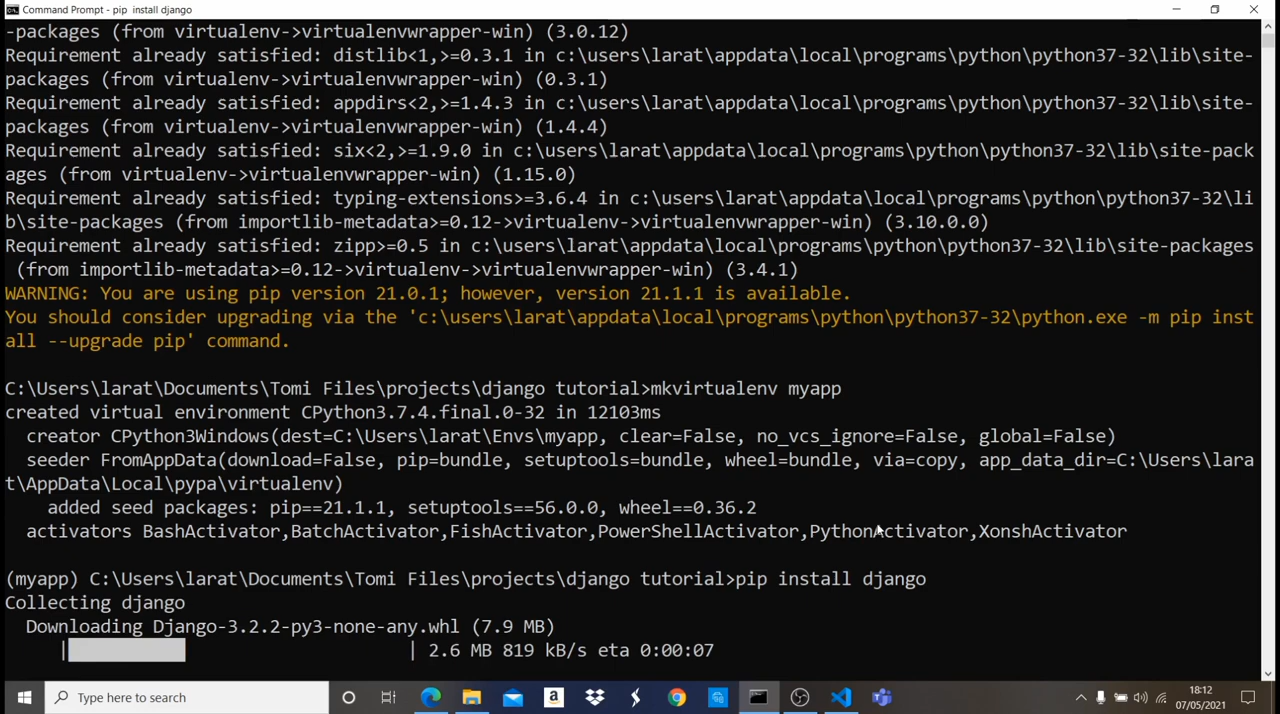 Command Prompt - pip  install django
-packages (from virtualenv->virtualenvwrapper-win) (3.0.12)
Requirement already satisfied: distlib<1,>=0.3.1 in c:\users\larat\appdata\local\programs\python\python37-32\lib\site-
packages (from virtualenv->virtualenvwrapper-win) (0.3.1)
Requirement already satisfied: appdirs<2,>=1.4.3 in c:\users\larat\appdata\local\programs\python\python37-32\lib\site-
packages (from virtualenv->virtualenvwrapper-win) (1.4.4)
Requirement already satisfied: six<2,>=1.9.0 in c:\users\larat\appdata\local\programs\python\python37-32\lib\site-pack
ages (from virtualenv->virtualenvwrapper-win) (1.15.0)
Requirement already satisfied: typing-extensions>=3.6.4 in c:\users\larat\appdata\local\programs\python\python37-32\li
b\site-packages (from importlib-metadata>=0.12->virtualenv->virtualenvwrapper-win) (3.10.0.0)
Requirement already satisfied: zipp>=0.5 in c:\users\larat\appdata\local\programs\python\python37-32\lib\site-packages
 (from importlib-metadata>=0.12->virtualenv->virtualenvwrapper-win) (3.4.1)
WARNING: You are using pip version 21.0.1; however, version 21.1.1 is available.
You should consider upgrading via the 'c:\users\larat\appdata\local\programs\python\python37-32\python.exe -m pip inst
all --upgrade pip' command.
C:\Users\larat\Documents\Tomi Files\projects\django tutorial>mkvirtualenv myapp
created virtual environment CPython3.7.4.final.0-32 in 12103ms
  creator CPython3Windows(dest=C:\Users\larat\Envs\myapp, clear=False, no_vcs_ignore=False, global=False)
  seeder FromAppData(download=False, pip=bundle, setuptools=bundle, wheel=bundle, via=copy, app_data_dir=C:\Users\lara
t\AppData\Local\pypa\virtualenv)
    added seed packages: pip==21.1.1, setuptools==56.0.0, wheel==0.36.2
  activators BashActivator,BatchActivator,FishActivator,PowerShellActivator,PythonActivator,XonshActivator
(myapp) C:\Users\larat\Documents\Tomi Files\projects\django tutorial>pip install django
Collecting django
  Downloading Django-3.2.2-py3-none-any.whl (7.9 MB)
     |          | 2.6 MB 819 kB/s eta 0:00:07
Type here to search
18:12
07/05/2021